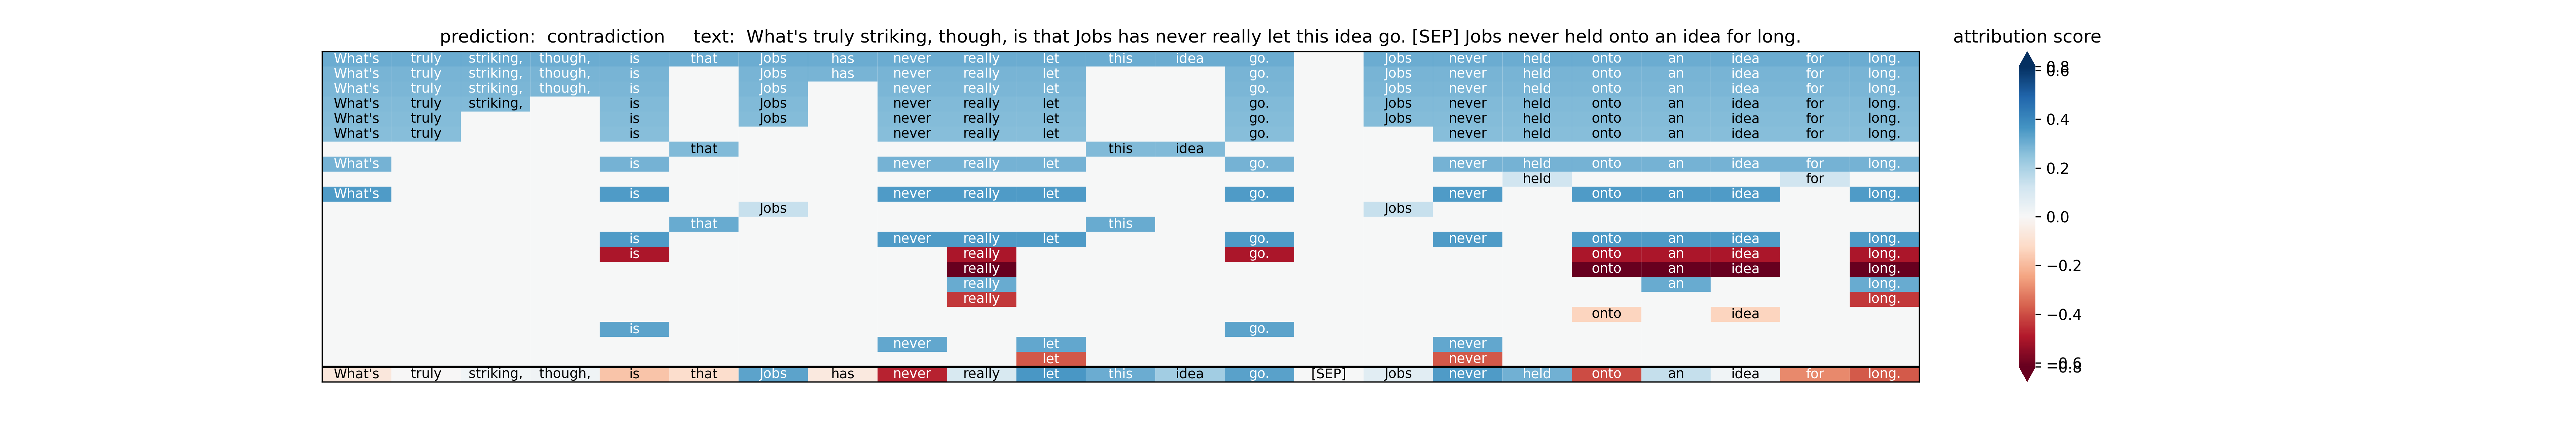 prediction: contradiction text: What's truly striking, though, is that Jobs has never really let this idea go. [SEP] Jobs never held onto an idea for long.
attribution score
What's truly striking, though, is that Jobs has never really let this idea go. Jobs never held onto an idea for long.
What's truly striking, though, is Jobs has never really let go. Jobs never held onto an idea for long.
What's truly striking, though, is Jobs never really let go. Jobs never held onto an idea for long.
What's truly striking, is Jobs never really let go. Jobs never held onto an idea for long.
What's truly is Jobs never really let go. Jobs never held onto an idea for long.
What's truly is never really let go. never held onto an idea for long.
that this idea
What's is never really let go. never held onto an idea for long.
held for
What's is never really let go. never onto an idea long.
Jobs Jobs
that this
is never really let go. never onto an idea long.
is really go. onto an idea long.
really onto an idea long.
really an long.
really long.
onto idea
is go.
never let never
let never
What's truly striking, though, is that Jobs has never really let this idea go. [SEP] Jobs never held onto an idea for long.
0.8
0.6
0.4
0.2
0.0
−0.2
−0.4
−0.6
−0.8